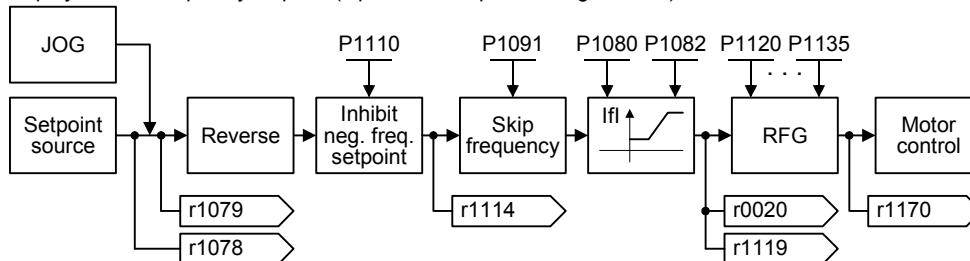 JOG
P1110
P1091
P1080 P1082
P1120 P1135
. . .
Setpoint
source
Reverse
Inhibit
neg. freq.
setpoint
Skip
frequency
IfI
RFG
Motor
control
r1079
r1114
r0020
r1170
r1078
r1119